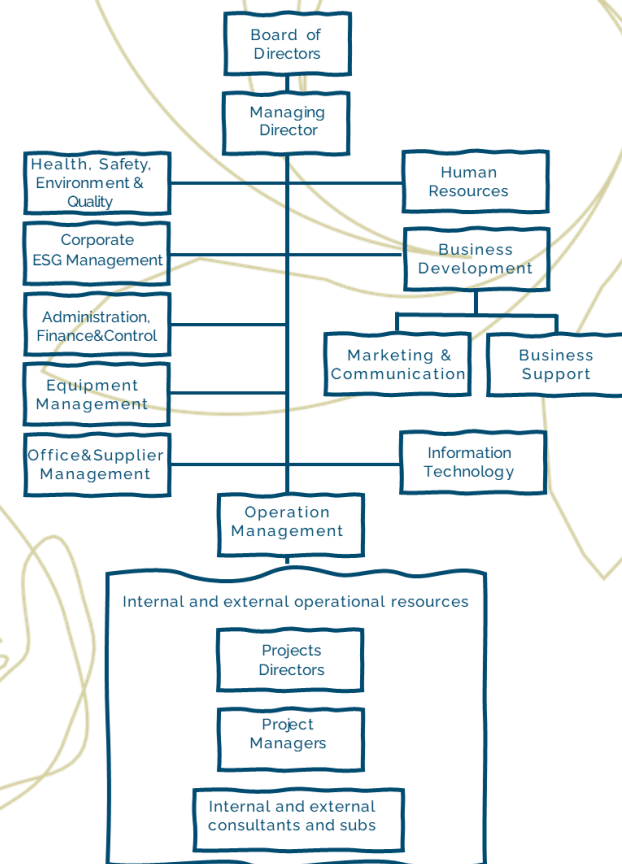 Board of
Directors
Managing
Director
Health, Safety,
Environment &
Quality
Human
Resources
Corporate
ESG Management
Business
Development
Administration,
Finance&Control
Marketing &
Communication
Business
Support
Equipment
Management
Office&Supplier
Management
Information
Technology
Operation
Management
Internal and external operational resources
Projects
Directors
Project
Managers
Internal and external
consultants and subs